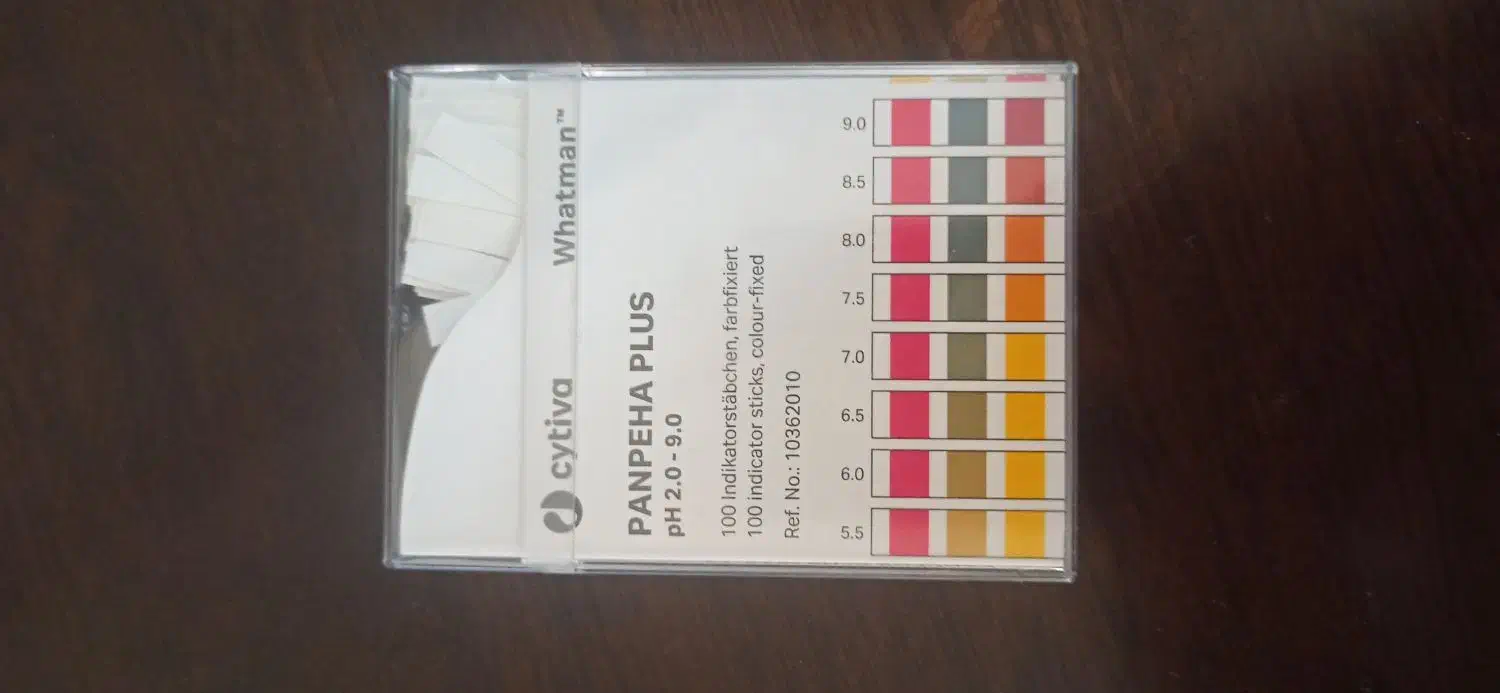 cytiva Whatman™
PANPEHA PLUS
pH 2.0 - 9.0
100 Indikatorstäbchen, farbfixiert
100 indicator sticks, colour-fixed
Ref. No.: 10362010
5.5 6.0 6.5 7.0 7.5 8.0 8.5 9.0